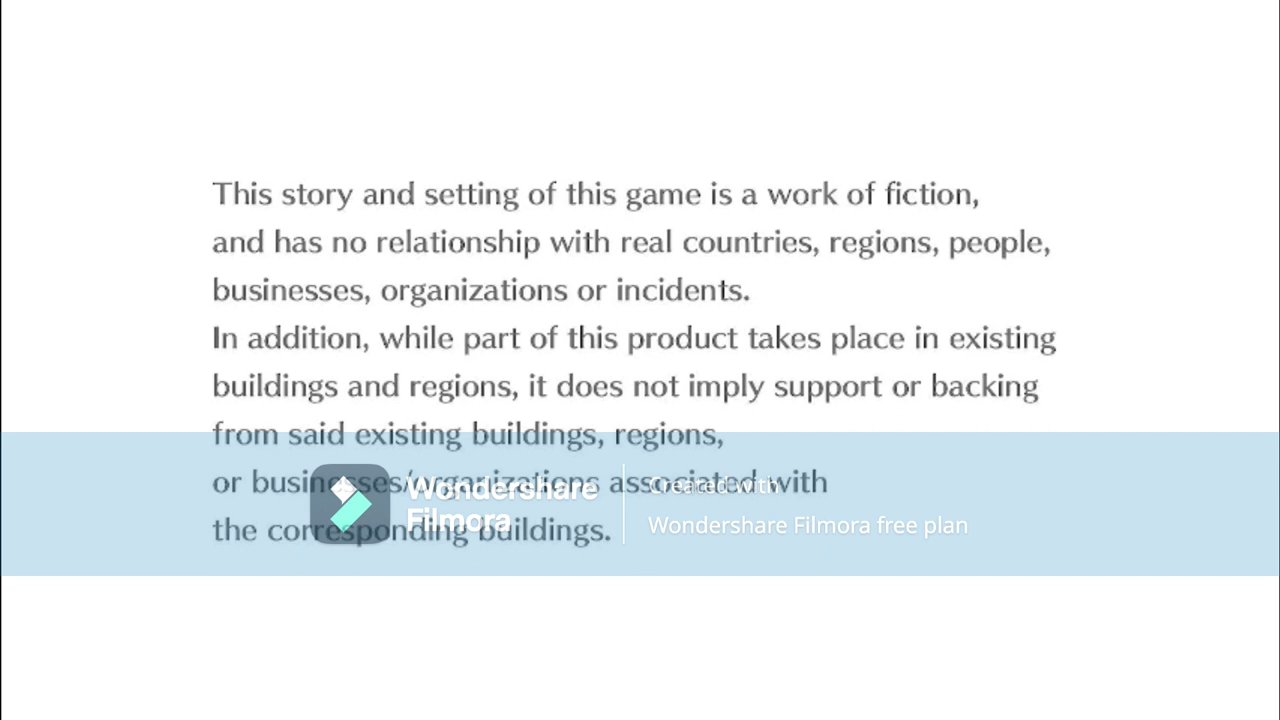 This story and setting of this game is a work of fiction,
and has no relationship with real countries, regions, people,
businesses, organizations or incidents.
In addition, while part of this product takes place in existing
buildings and regions, it does not imply support or backing
from said existing buildings, regions,
or businesses/organizations associated with
the corresponding buildings.
Wondershare
Filmora
Created with
Wondershare Filmora free plan